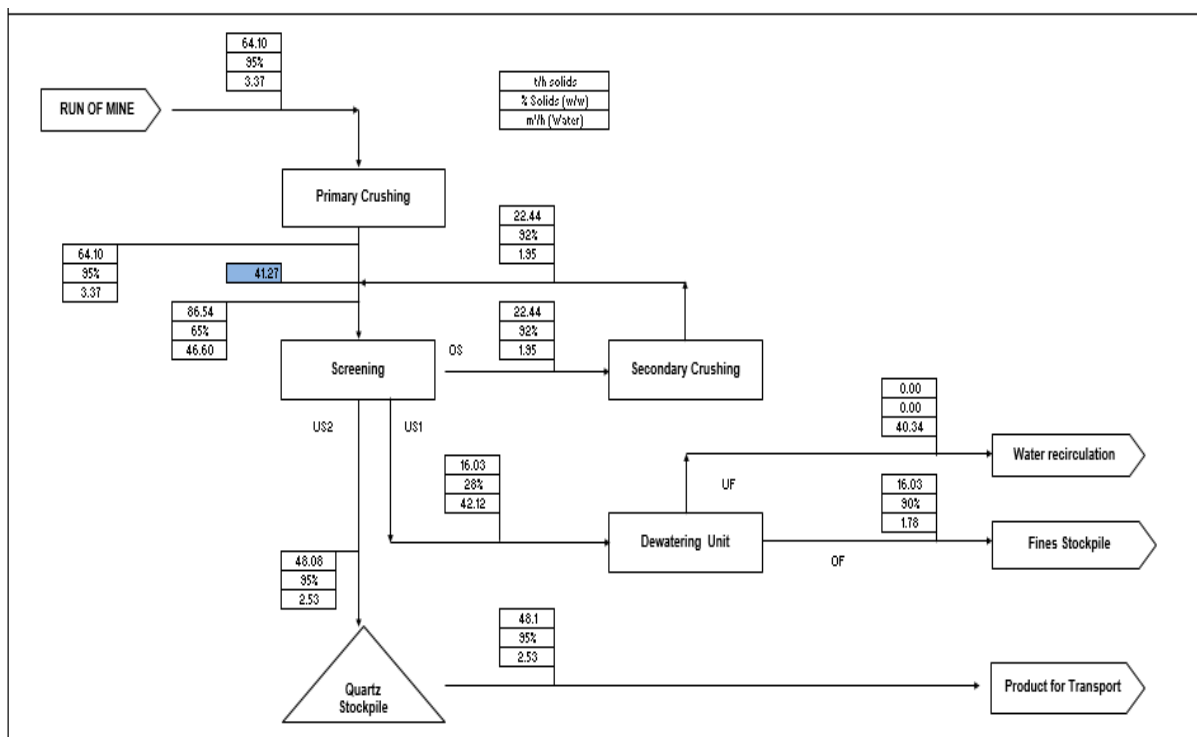 64.10
95%
3.37
RUN OF MINE
t/h solids
% Solids (w/w)
m³/h (Water)
Primary Crushing
22.44
92%
1.95
64.10
95%
3.37
41.27
86.54
65%
46.60
22.44
92%
1.95
Screening
OS
Secondary Crushing
US2
US1
0.00
0.00
40.34
Water recirculation
16.03
28%
42.12
UF
16.03
90%
1.78
Dewatering Unit
Fines Stockpile
OF
48.08
95%
2.53
48.1
95%
2.53
Quartz
Stockpile
Product for Transport